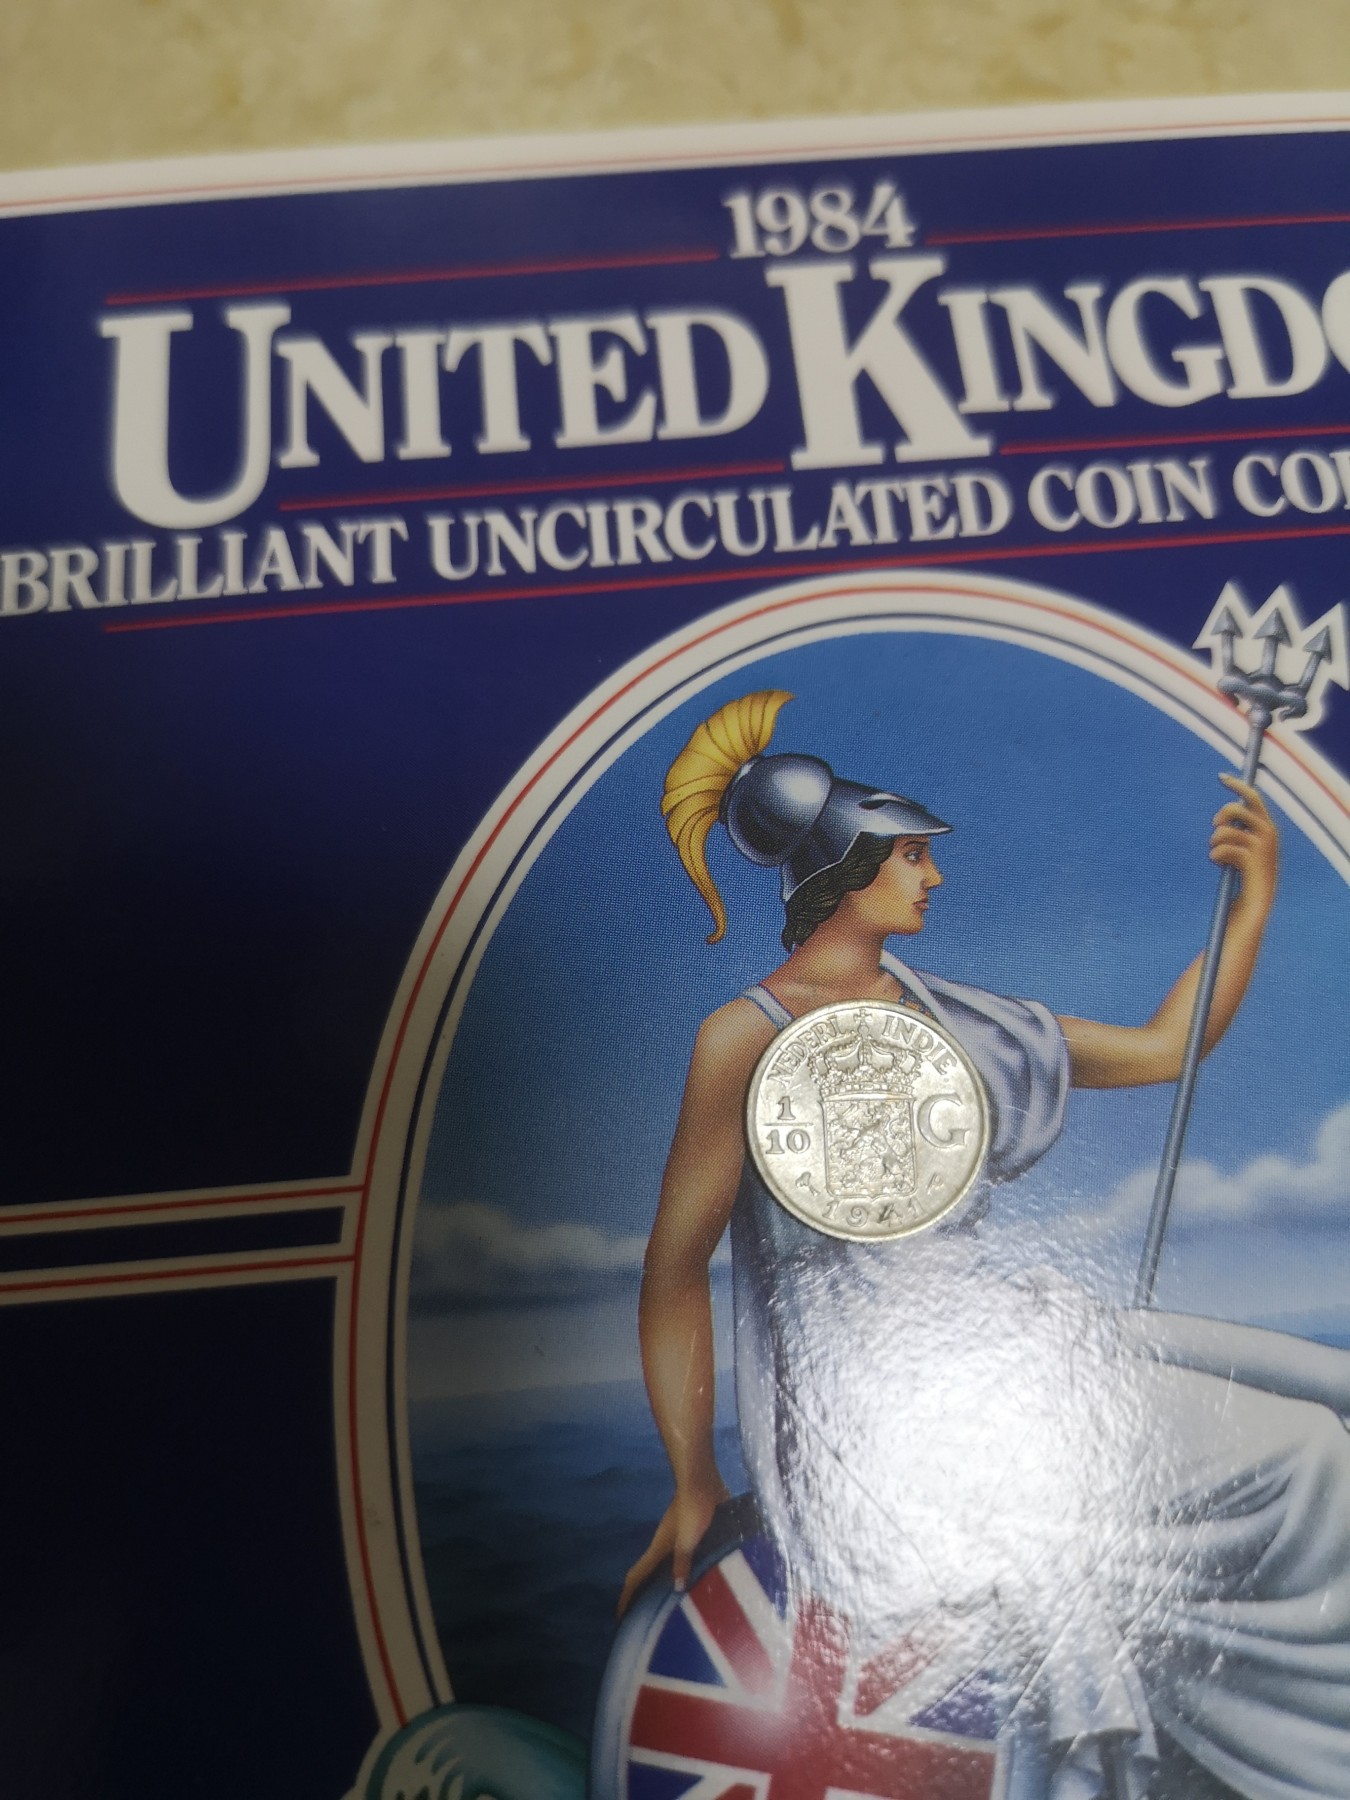 1984
UNITED KINGDO
BRILLIANT UNCIRCULATED COIN CO
NEDERL INDIE
1/10 G
1941